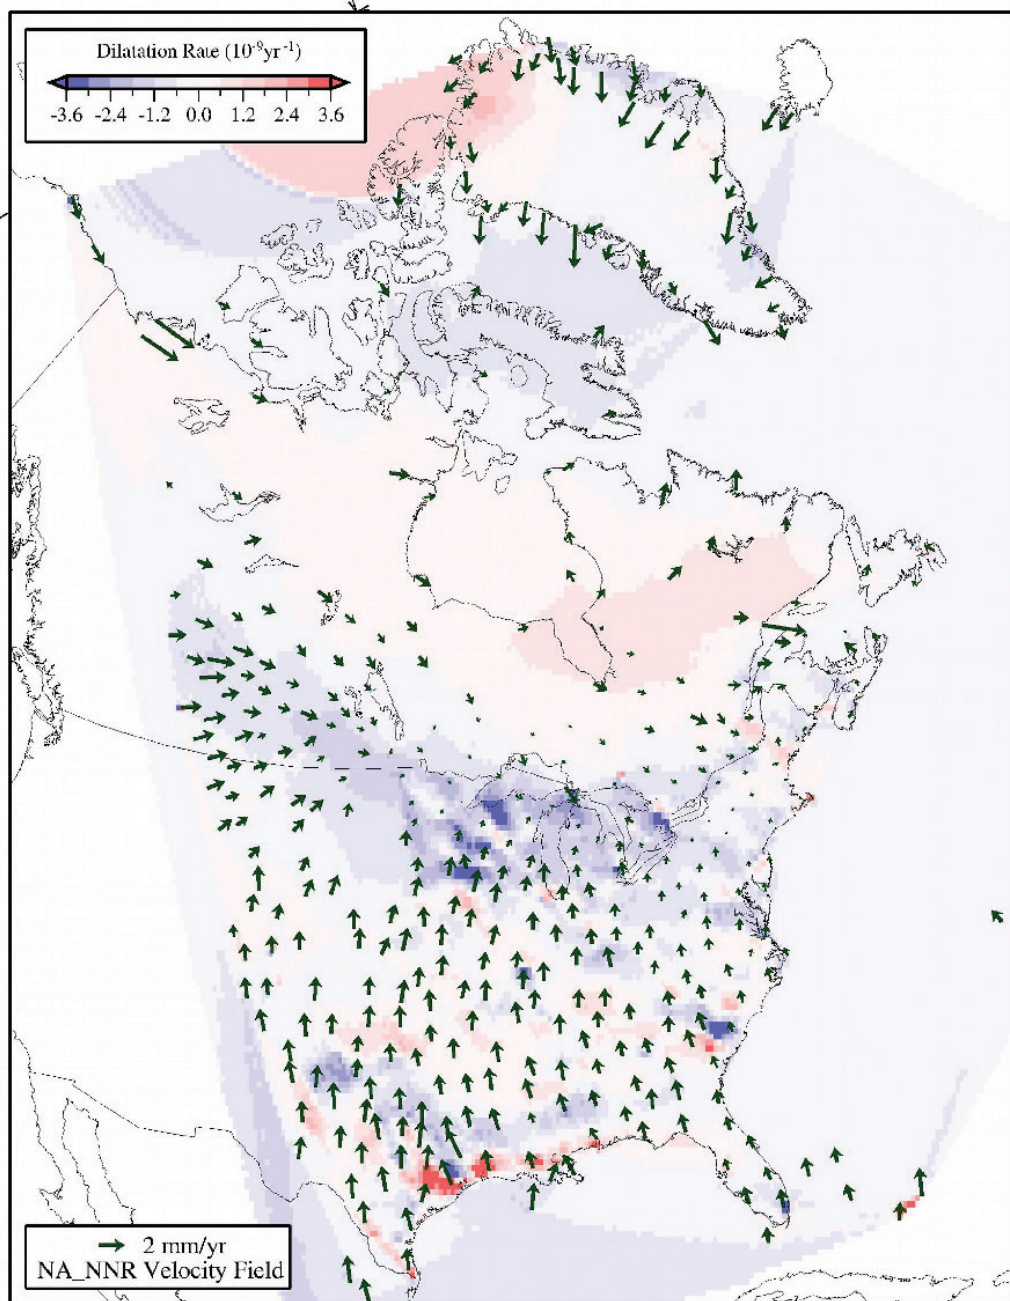 Dilatation Rate (10⁻⁹yr⁻¹)
-3.6 -2.4 -1.2 0.0 1.2 2.4 3.6
2 mm/yr
NA_NNR Velocity Field